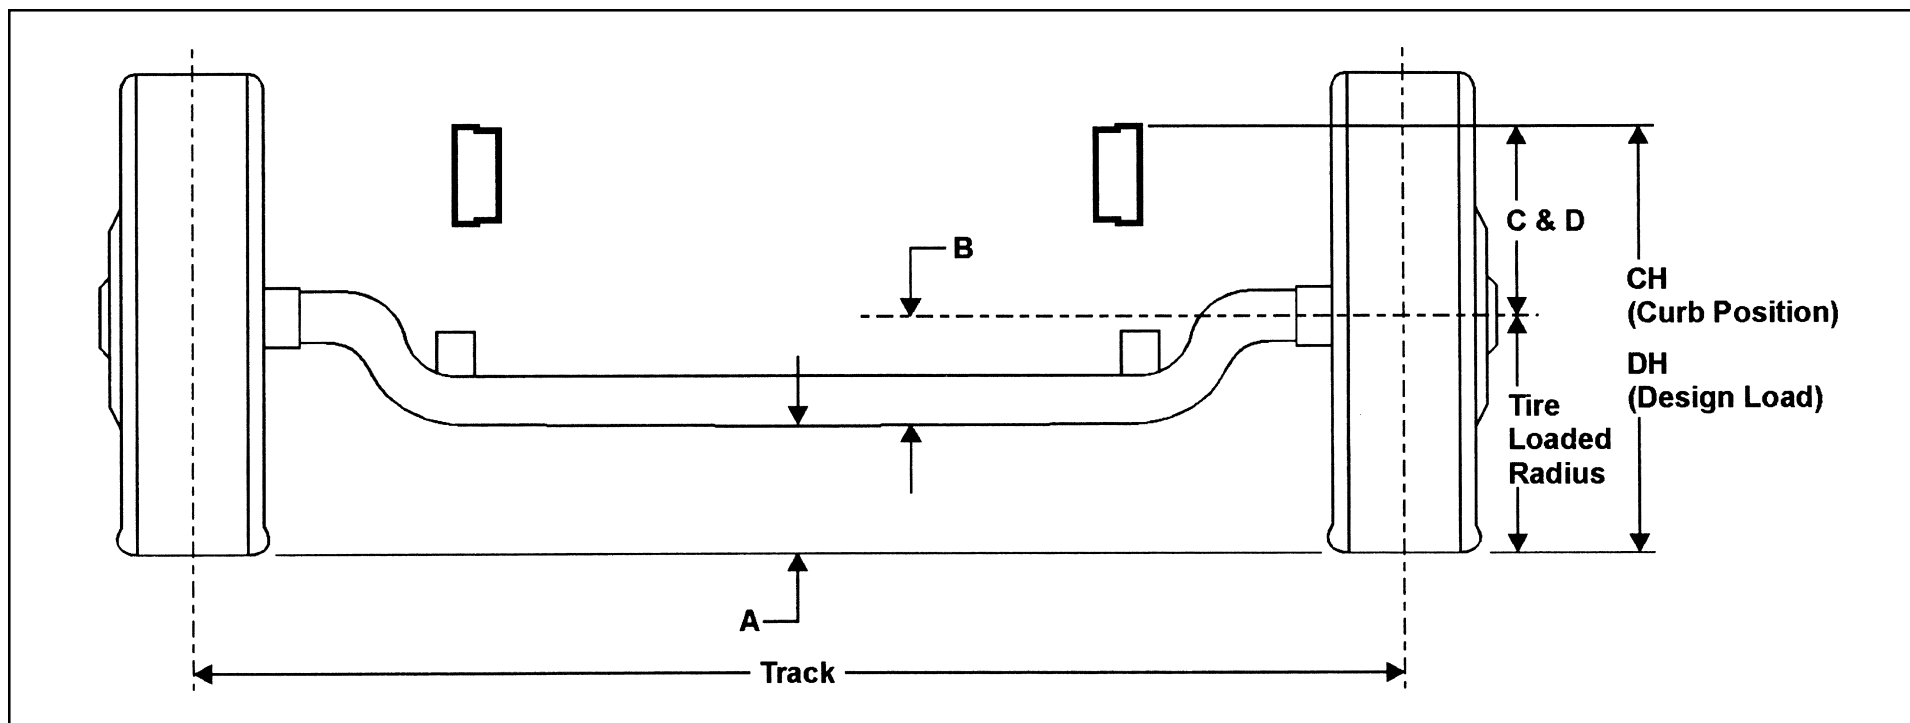 B
C & D
CH
(Curb Position)
DH
(Design Load)
Tire
Loaded
Radius
A
Track